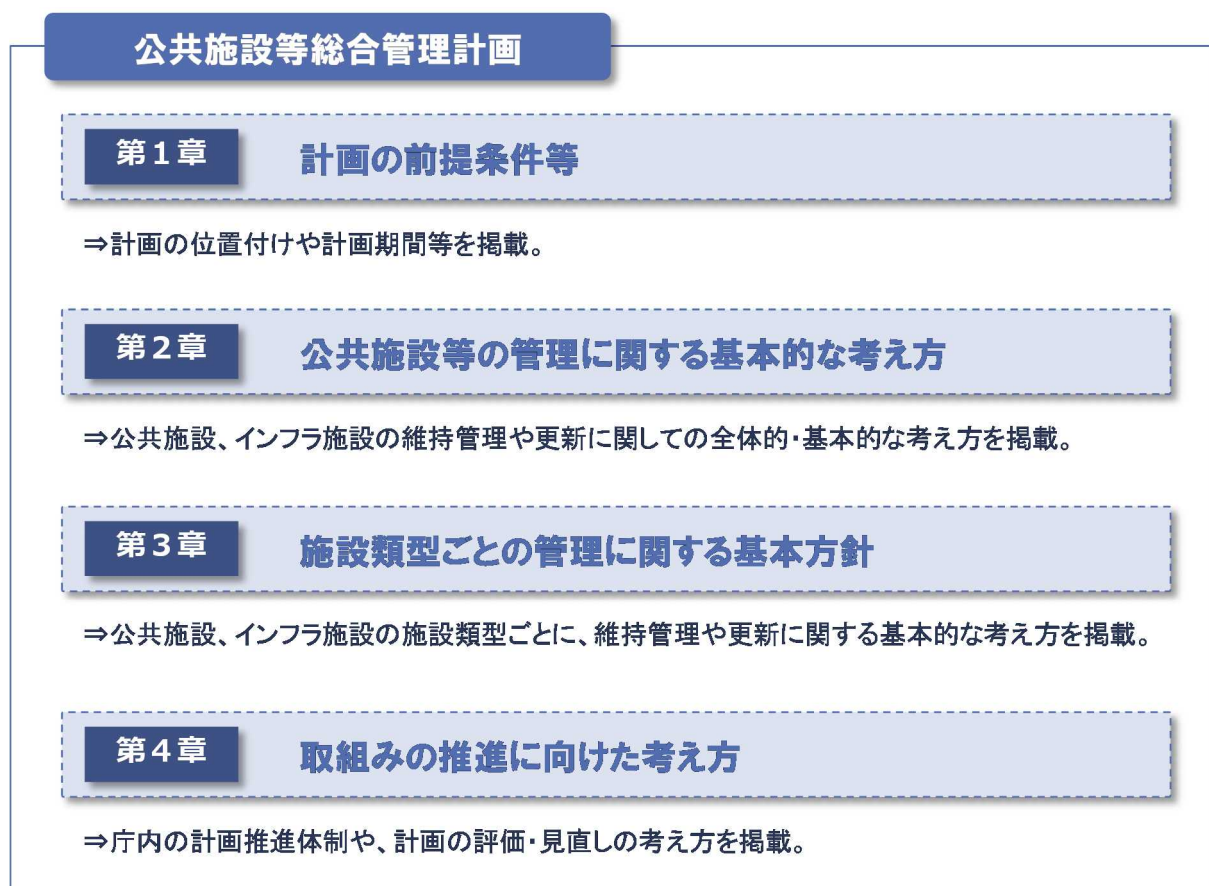 公共施設等総合管理計画
第1章 計画の前提条件等
⇒計画の位置付けや計画期間等を掲載。
第2章 公共施設等の管理に関する基本的な考え方
⇒公共施設、インフラ施設の維持管理や更新に関しての全体的・基本的な考え方を掲載。
第3章 施設類型ごとの管理に関する基本方針
⇒公共施設、インフラ施設の施設類型ごとに、維持管理や更新に関する基本的な考え方を掲載。
第4章 取組みの推進に向けた考え方
⇒庁内の計画推進体制や、計画の評価・見直しの考え方を掲載。